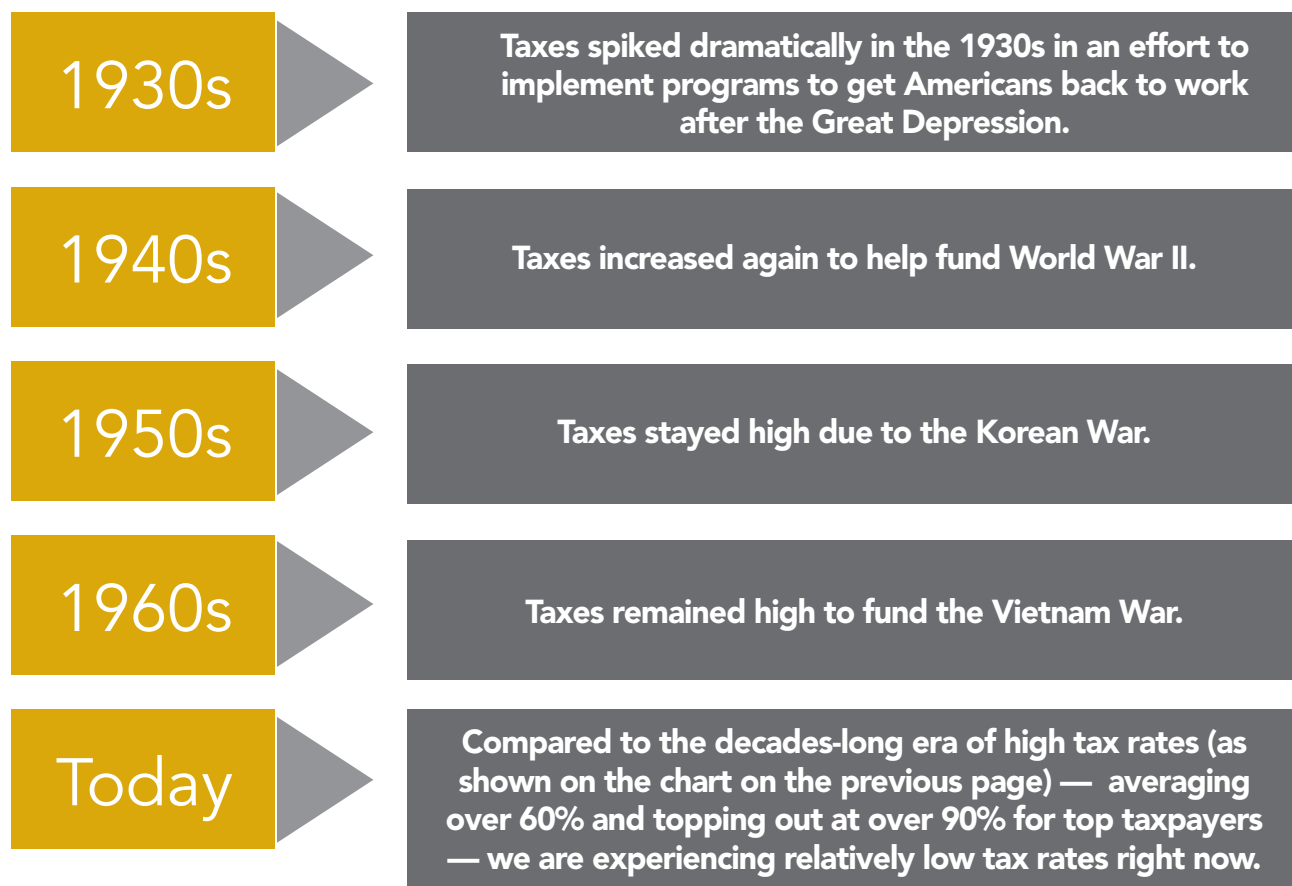 1930s
Taxes spiked dramatically in the 1930s in an effort to
implement programs to get Americans back to work
after the Great Depression.
1940s
Taxes increased again to help fund World War II.
1950s
Taxes stayed high due to the Korean War.
1960s
Taxes remained high to fund the Vietnam War.
Today
Compared to the decades-long era of high tax rates (as
shown on the chart on the previous page) — averaging
over 60% and topping out at over 90% for top taxpayers
— we are experiencing relatively low tax rates right now.